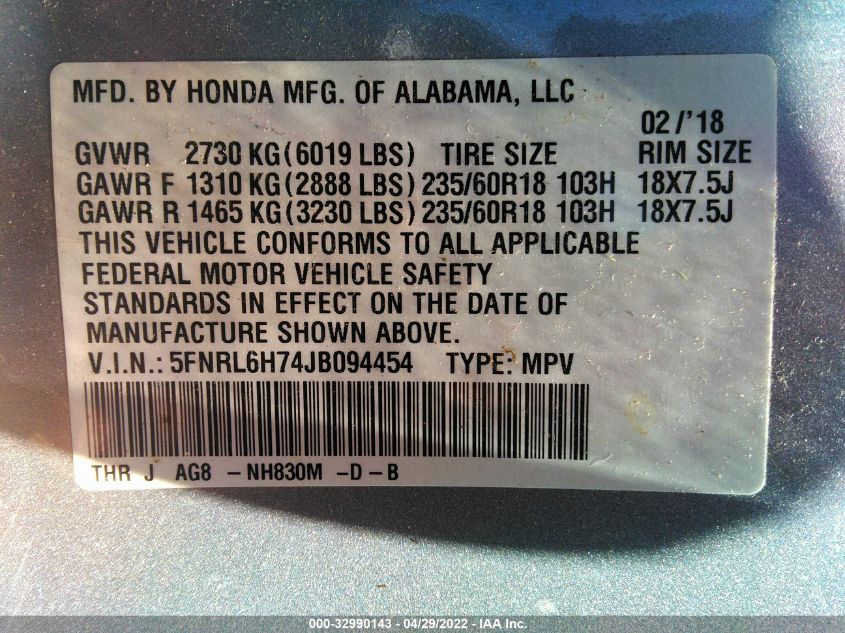 MFD. BY HONDA MFG. OF ALABAMA, LLC
02/'18
GVWR 2730 KG(6019 LBS) TIRE SIZE RIM SIZE
GAWR F 1310 KG(2888 LBS) 235/60R18 103H 18X7.5J
GAWR R 1465 KG(3230 LBS) 235/60R18 103H 18X7.5J
THIS VEHICLE CONFORMS TO ALL APPLICABLE
FEDERAL MOTOR VEHICLE SAFETY
STANDARDS IN EFFECT ON THE DATE OF
MANUFACTURE SHOWN ABOVE.
V.I.N.: 5FNRL6H74JB094454 TYPE: MPV
THR J AG8 -NH830M -D-B
000-32990143 - 04/29/2022 - IAA Inc.